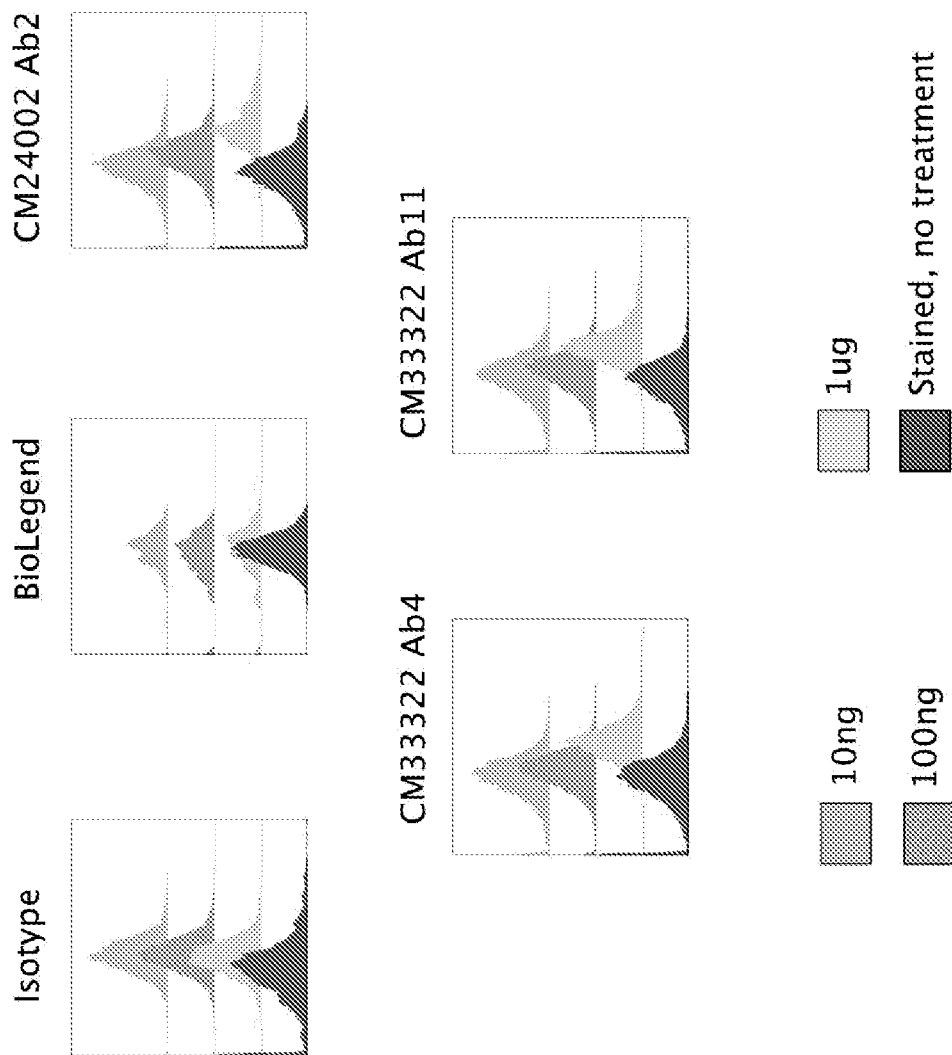 Isotype
BioLegend
CM24002 Ab2
CM33322 Ab4
CM33322 Ab11
10ng
100ng
1ug
Stained, no treatment